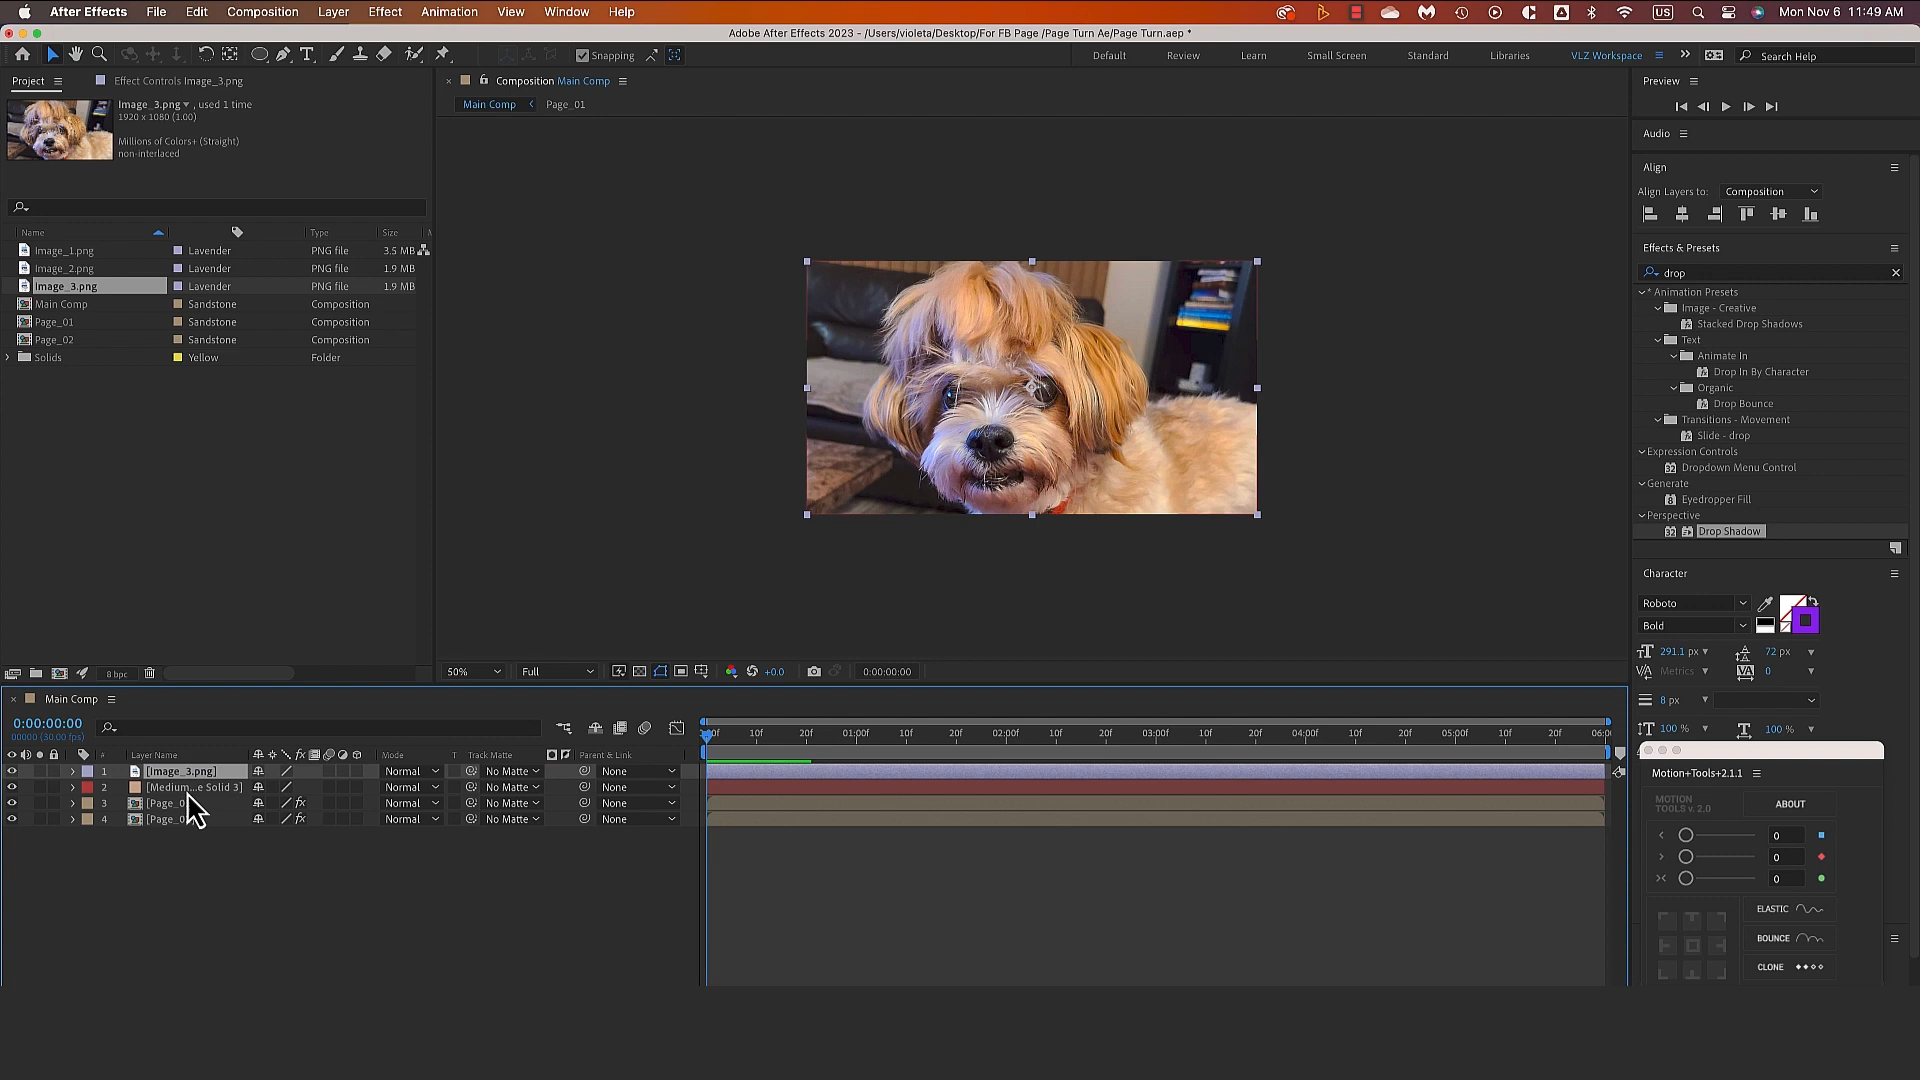 After Effects File Edit Composition Layer Effect Animation View Window Help
US Mon Nov 6 11:49 AM
Adobe After Effects 2023 - /Users/violeta/Desktop/For FB Page /Page Turn Ae/Page Turn.aep *
Snapping
Default Review Learn Small Screen Standard Libraries VLZ Workspace
Search Help
Project
Effect Controls Image_3.png
Image_3.png , used 1 time
1920 x 1080 (1.00)
Millions of Colors+ (Straight)
non-interlaced
Name Type Size
Image_1.png Lavender PNG file 3.5 MB
Image_2.png Lavender PNG file 1.9 MB
Image_3.png Lavender PNG file 1.9 MB
Main Comp Sandstone Composition
Page_01 Sandstone Composition
Page_02 Sandstone Composition
Solids Yellow Folder
8 bpc
Composition Main Comp
Main Comp Page_01
50% Full +0.0 0:00:00:00
Preview
Audio
Align
Align Layers to: Composition
Effects & Presets
drop
* Animation Presets
Image - Creative
Stacked Drop Shadows
Text
Animate In
Drop In By Character
Organic
Drop Bounce
Transitions - Movement
Slide - drop
Expression Controls
Dropdown Menu Control
Generate
Eyedropper Fill
Perspective
Drop Shadow
Character
Roboto
Bold
291.1 px 72 px
Metrics 0
8 px
100 % 100 %
Motion+Tools+2.1.1
MOTION
TOOLS v. 2.0
ABOUT
0
0
0
ELASTIC
BOUNCE
CLONE
Main Comp
0:00:00:00
00000 (30.00 fps)
# Layer Name Mode T Track Matte Parent & Link
1 [Image_3.png] Normal No Matte None
2 [Medium...e Solid 3] Normal No Matte None
3 [Page_0 Normal No Matte None
4 [Page_0 Normal No Matte None
10f 20f 01:00f 10f 20f 02:00f 10f 20f 03:00f 10f 20f 04:00f 10f 20f 05:00f 10f 20f